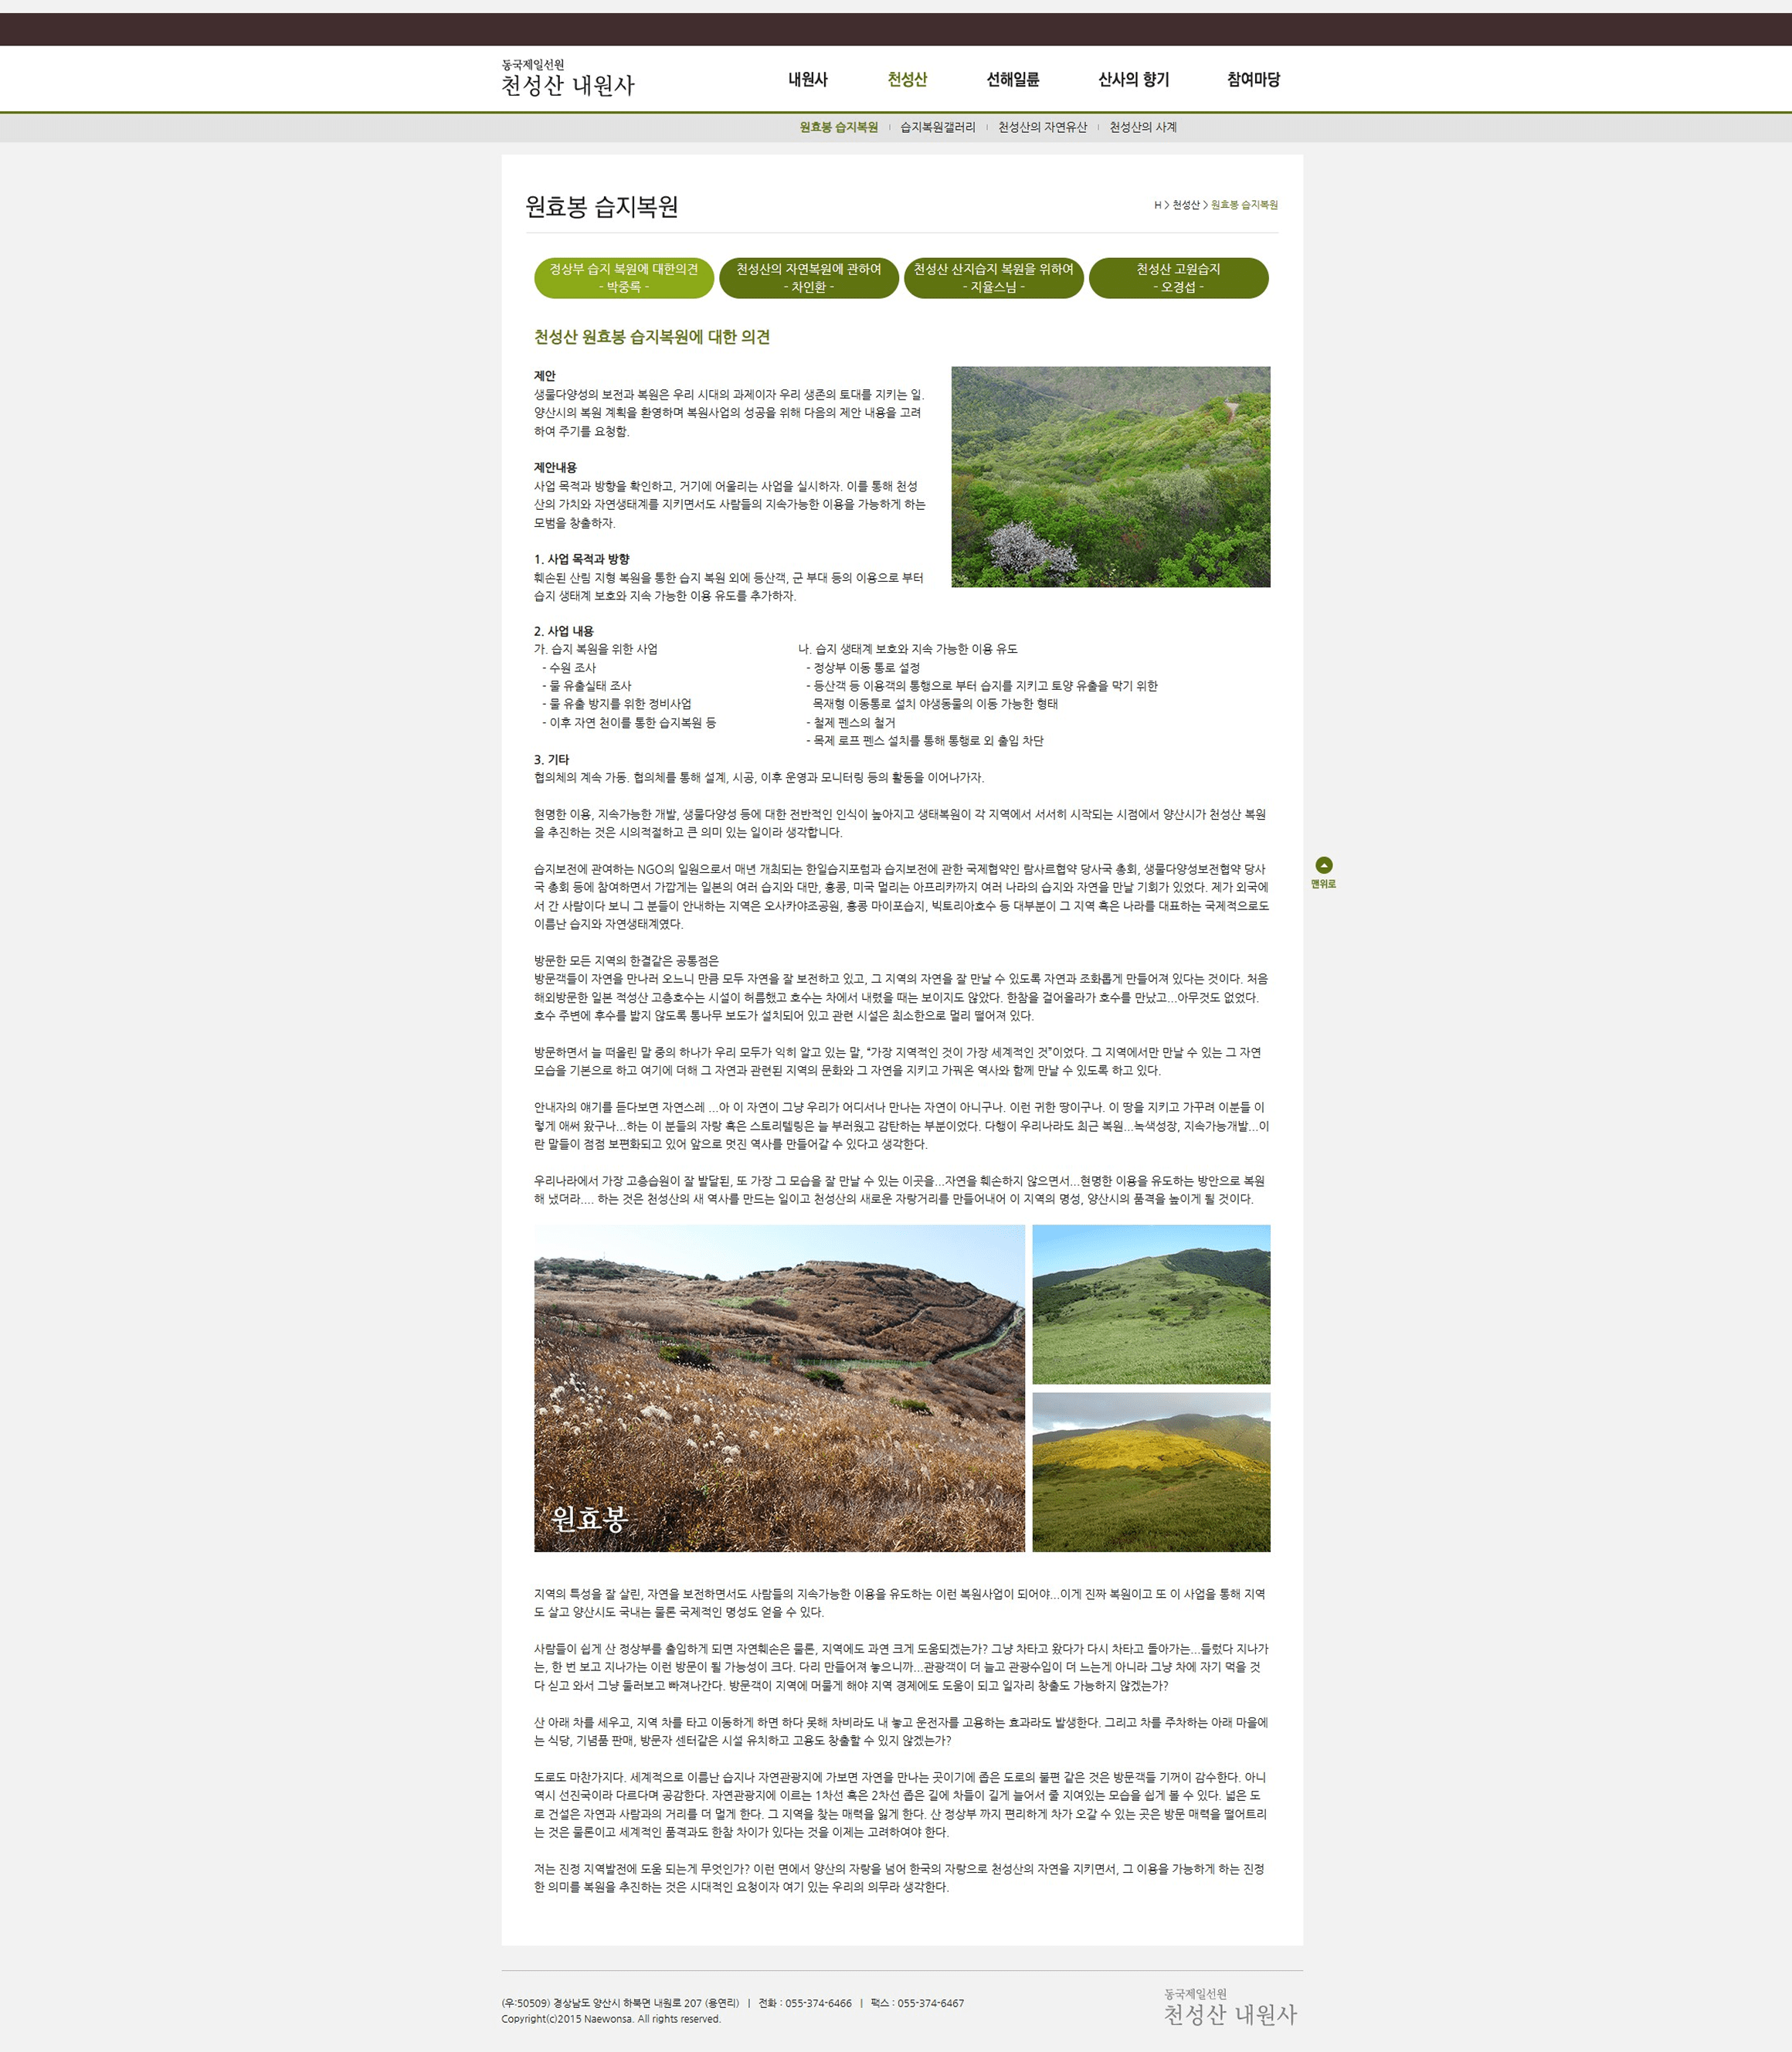 동국제일선원
천성산 내원사
내원사
천성산
선해일륜
산사의 향기
참여마당
원효봉 습지복원
습지복원갤러리
천성산의 자연유산
천성산의 사계
원효봉 습지복원
H > 천성산 > 원효봉 습지복원
정상부 습지 복원에 대한의견
- 박중록 -
천성산의 자연복원에 관하여
- 차인환 -
천성산 산지습지 복원을 위하여
- 지율스님 -
천성산 고원습지
- 오경섭 -
천성산 원효봉 습지복원에 대한 의견
제안
생물다양성의 보전과 복원은 우리 시대의 과제이자 우리 생존의 토대를 지키는 일.
양산시의 복원 계획을 환영하며 복원사업의 성공을 위해 다음의 제안 내용을 고려
하여 주기를 요청함.
제안내용
사업 목적과 방향을 확인하고, 거기에 어울리는 사업을 실시하자. 이를 통해 천성
산의 가치와 자연생태계를 지키면서도 사람들의 지속가능한 이용을 가능하게 하는
모범을 창출하자.
1. 사업 목적과 방향
훼손된 산림 지형 복원을 통한 습지 복원 외에 등산객, 군 부대 등의 이용으로 부터
습지 생태계 보호와 지속 가능한 이용 유도를 추가하자.
2. 사업 내용
가. 습지 복원을 위한 사업
- 수원 조사
- 물 유출실태 조사
- 물 유출 방지를 위한 정비사업
- 이후 자연 천이를 통한 습지복원 등
나. 습지 생태계 보호와 지속 가능한 이용 유도
- 정상부 이동 통로 설정
- 등산객 등 이용객의 통행으로 부터 습지를 지키고 토양 유출을 막기 위한
목재형 이동통로 설치 야생동물의 이동 가능한 형태
- 철제 펜스의 철거
- 목제 로프 펜스 설치를 통해 통행로 외 출입 차단
3. 기타
협의체의 계속 가동. 협의체를 통해 설계, 시공, 이후 운영과 모니터링 등의 활동을 이어나가자.
현명한 이용, 지속가능한 개발, 생물다양성 등에 대한 전반적인 인식이 높아지고 생태복원이 각 지역에서 서서히 시작되는 시점에서 양산시가 천성산 복원
을 추진하는 것은 시의적절하고 큰 의미 있는 일이라 생각합니다.
습지보전에 관여하는 NGO의 일원으로서 매년 개최되는 한일습지포럼과 습지보전에 관한 국제협약인 람사르협약 당사국 총회, 생물다양성보전협약 당사
국 총회 등에 참여하면서 가깝게는 일본의 여러 습지와 대만, 홍콩, 미국 멀리는 아프리카까지 여러 나라의 습지와 자연을 만날 기회가 있었다. 제가 외국에
서 간 사람이다 보니 그 분들이 안내하는 지역은 오사카야조공원, 홍콩 마이포습지, 빅토리아호수 등 대부분이 그 지역 혹은 나라를 대표하는 국제적으로도
이름난 습지와 자연생태계였다.
방문한 모든 지역의 한결같은 공통점은
방문객들이 자연을 만나러 오느니 만큼 모두 자연을 잘 보전하고 있고, 그 지역의 자연을 잘 만날 수 있도록 자연과 조화롭게 만들어져 있다는 것이다. 처음
해외방문한 일본 적성산 고층호수는 시설이 허름했고 호수는 차에서 내렸을 때는 보이지도 않았다. 한참을 걸어올라가 호수를 만났고...아무것도 없었다.
호수 주변에 후수를 밟지 않도록 통나무 보도가 설치되어 있고 관련 시설은 최소한으로 멀리 떨어져 있다.
방문하면서 늘 떠올린 말 중의 하나가 우리 모두가 익히 알고 있는 말, “가장 지역적인 것이 가장 세계적인 것”이었다. 그 지역에서만 만날 수 있는 그 자연
모습을 기본으로 하고 여기에 더해 그 자연과 관련된 지역의 문화와 그 자연을 지키고 가꿔온 역사와 함께 만날 수 있도록 하고 있다.
안내자의 얘기를 듣다보면 자연스레 ...아 이 자연이 그냥 우리가 어디서나 만나는 자연이 아니구나. 이런 귀한 땅이구나. 이 땅을 지키고 가꾸려 이분들 이
렇게 애써 왔구나...하는 이 분들의 자랑 혹은 스토리텔링은 늘 부러웠고 감탄하는 부분이었다. 다행이 우리나라도 최근 복원...녹색성장, 지속가능개발...이
란 말들이 점점 보편화되고 있어 앞으로 멋진 역사를 만들어갈 수 있다고 생각한다.
우리나라에서 가장 고층습원이 잘 발달된, 또 가장 그 모습을 잘 만날 수 있는 이곳을...자연을 훼손하지 않으면서...현명한 이용을 유도하는 방안으로 복원
해 냈더라.... 하는 것은 천성산의 새 역사를 만드는 일이고 천성산의 새로운 자랑거리를 만들어내어 이 지역의 명성, 양산시의 품격을 높이게 될 것이다.
원효봉
지역의 특성을 잘 살린, 자연을 보전하면서도 사람들의 지속가능한 이용을 유도하는 이런 복원사업이 되어야...이게 진짜 복원이고 또 이 사업을 통해 지역
도 살고 양산시도 국내는 물론 국제적인 명성도 얻을 수 있다.
사람들이 쉽게 산 정상부를 출입하게 되면 자연훼손은 물론, 지역에도 과연 크게 도움되겠는가? 그냥 차타고 왔다가 다시 차타고 돌아가는...들렀다 지나가
는, 한 번 보고 지나가는 이런 방문이 될 가능성이 크다. 다리 만들어져 놓으니까...관광객이 더 늘고 관광수입이 더 느는게 아니라 그냥 차에 자기 먹을 것
다 싣고 와서 그냥 둘러보고 빠져나간다. 방문객이 지역에 머물게 해야 지역 경제에도 도움이 되고 일자리 창출도 가능하지 않겠는가?
산 아래 차를 세우고, 지역 차를 타고 이동하게 하면 하다 못해 차비라도 내 놓고 운전자를 고용하는 효과라도 발생한다. 그리고 차를 주차하는 아래 마을에
는 식당, 기념품 판매, 방문자 센터같은 시설 유치하고 고용도 창출할 수 있지 않겠는가?
도로도 마찬가지다. 세계적으로 이름난 습지나 자연관광지에 가보면 자연을 만나는 곳이기에 좁은 도로의 불편 같은 것은 방문객들 기꺼이 감수한다. 아니
역시 선진국이라 다르다며 공감한다. 자연관광지에 이르는 1차선 혹은 2차선 좁은 길에 차들이 길게 늘어서 줄 지여있는 모습을 쉽게 볼 수 있다. 넓은 도
로 건설은 자연과 사람과의 거리를 더 멀게 한다. 그 지역을 찾는 매력을 잃게 한다. 산 정상부 까지 편리하게 차가 오갈 수 있는 곳은 방문 매력을 떨어트리
는 것은 물론이고 세계적인 품격과도 한참 차이가 있다는 것을 이제는 고려하여야 한다.
저는 진정 지역발전에 도움 되는게 무엇인가? 이런 면에서 양산의 자랑을 넘어 한국의 자랑으로 천성산의 자연을 지키면서, 그 이용을 가능하게 하는 진정
한 의미를 복원을 추진하는 것은 시대적인 요청이자 여기 있는 우리의 의무라 생각한다.
맨위로
(우:50509) 경상남도 양산시 하북면 내원로 207 (용연리) | 전화 : 055-374-6466 | 팩스 : 055-374-6467
Copyright(c)2015 Naewonsa. All rights reserved.
동국제일선원
천성산 내원사